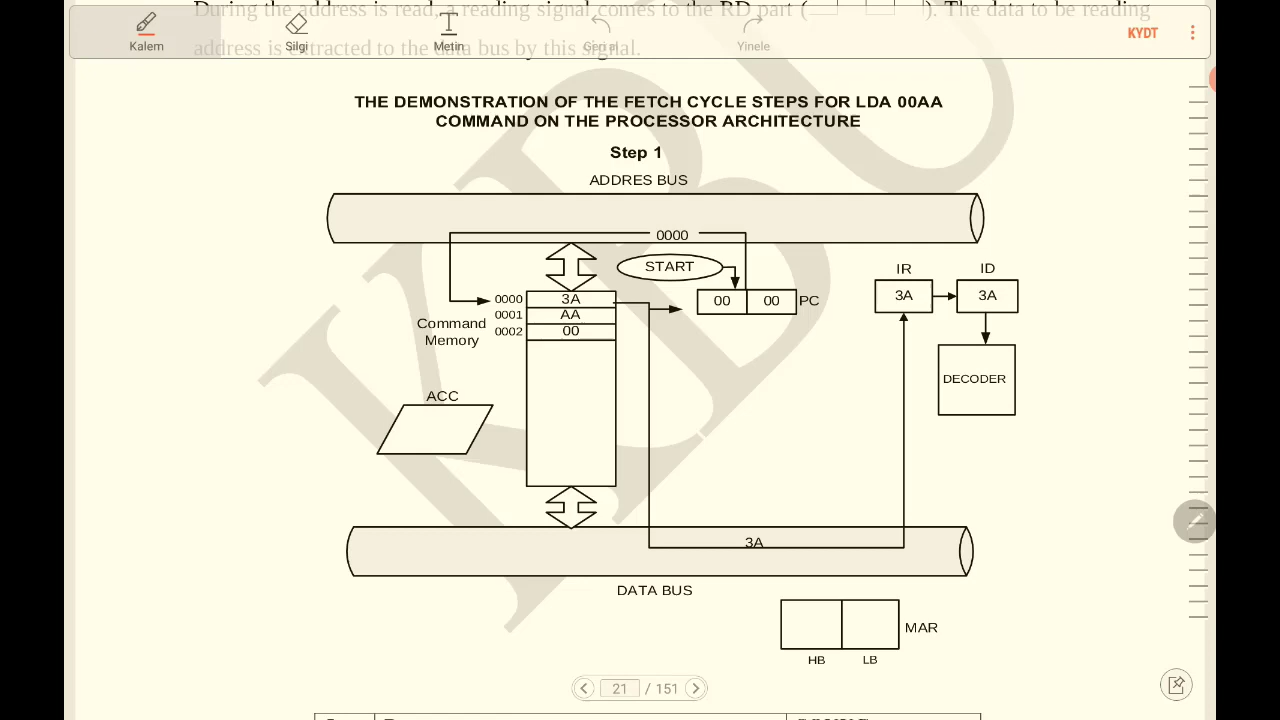 During the address is read, a reading signal comes to the RD part ( ). The data to be reading
address is extracted to the data bus by this signal.
Kalem Silgi Metin Geri al Yinele KYDT
THE DEMONSTRATION OF THE FETCH CYCLE STEPS FOR LDA 00AA
COMMAND ON THE PROCESSOR ARCHITECTURE
Step 1
ADDRES BUS
0000
START
IR ID
00 00 PC
3A 3A
0000 3A
0001 AA
0002 00
Command
Memory
DECODER
ACC
3A
DATA BUS
MAR
HB LB
21 / 151